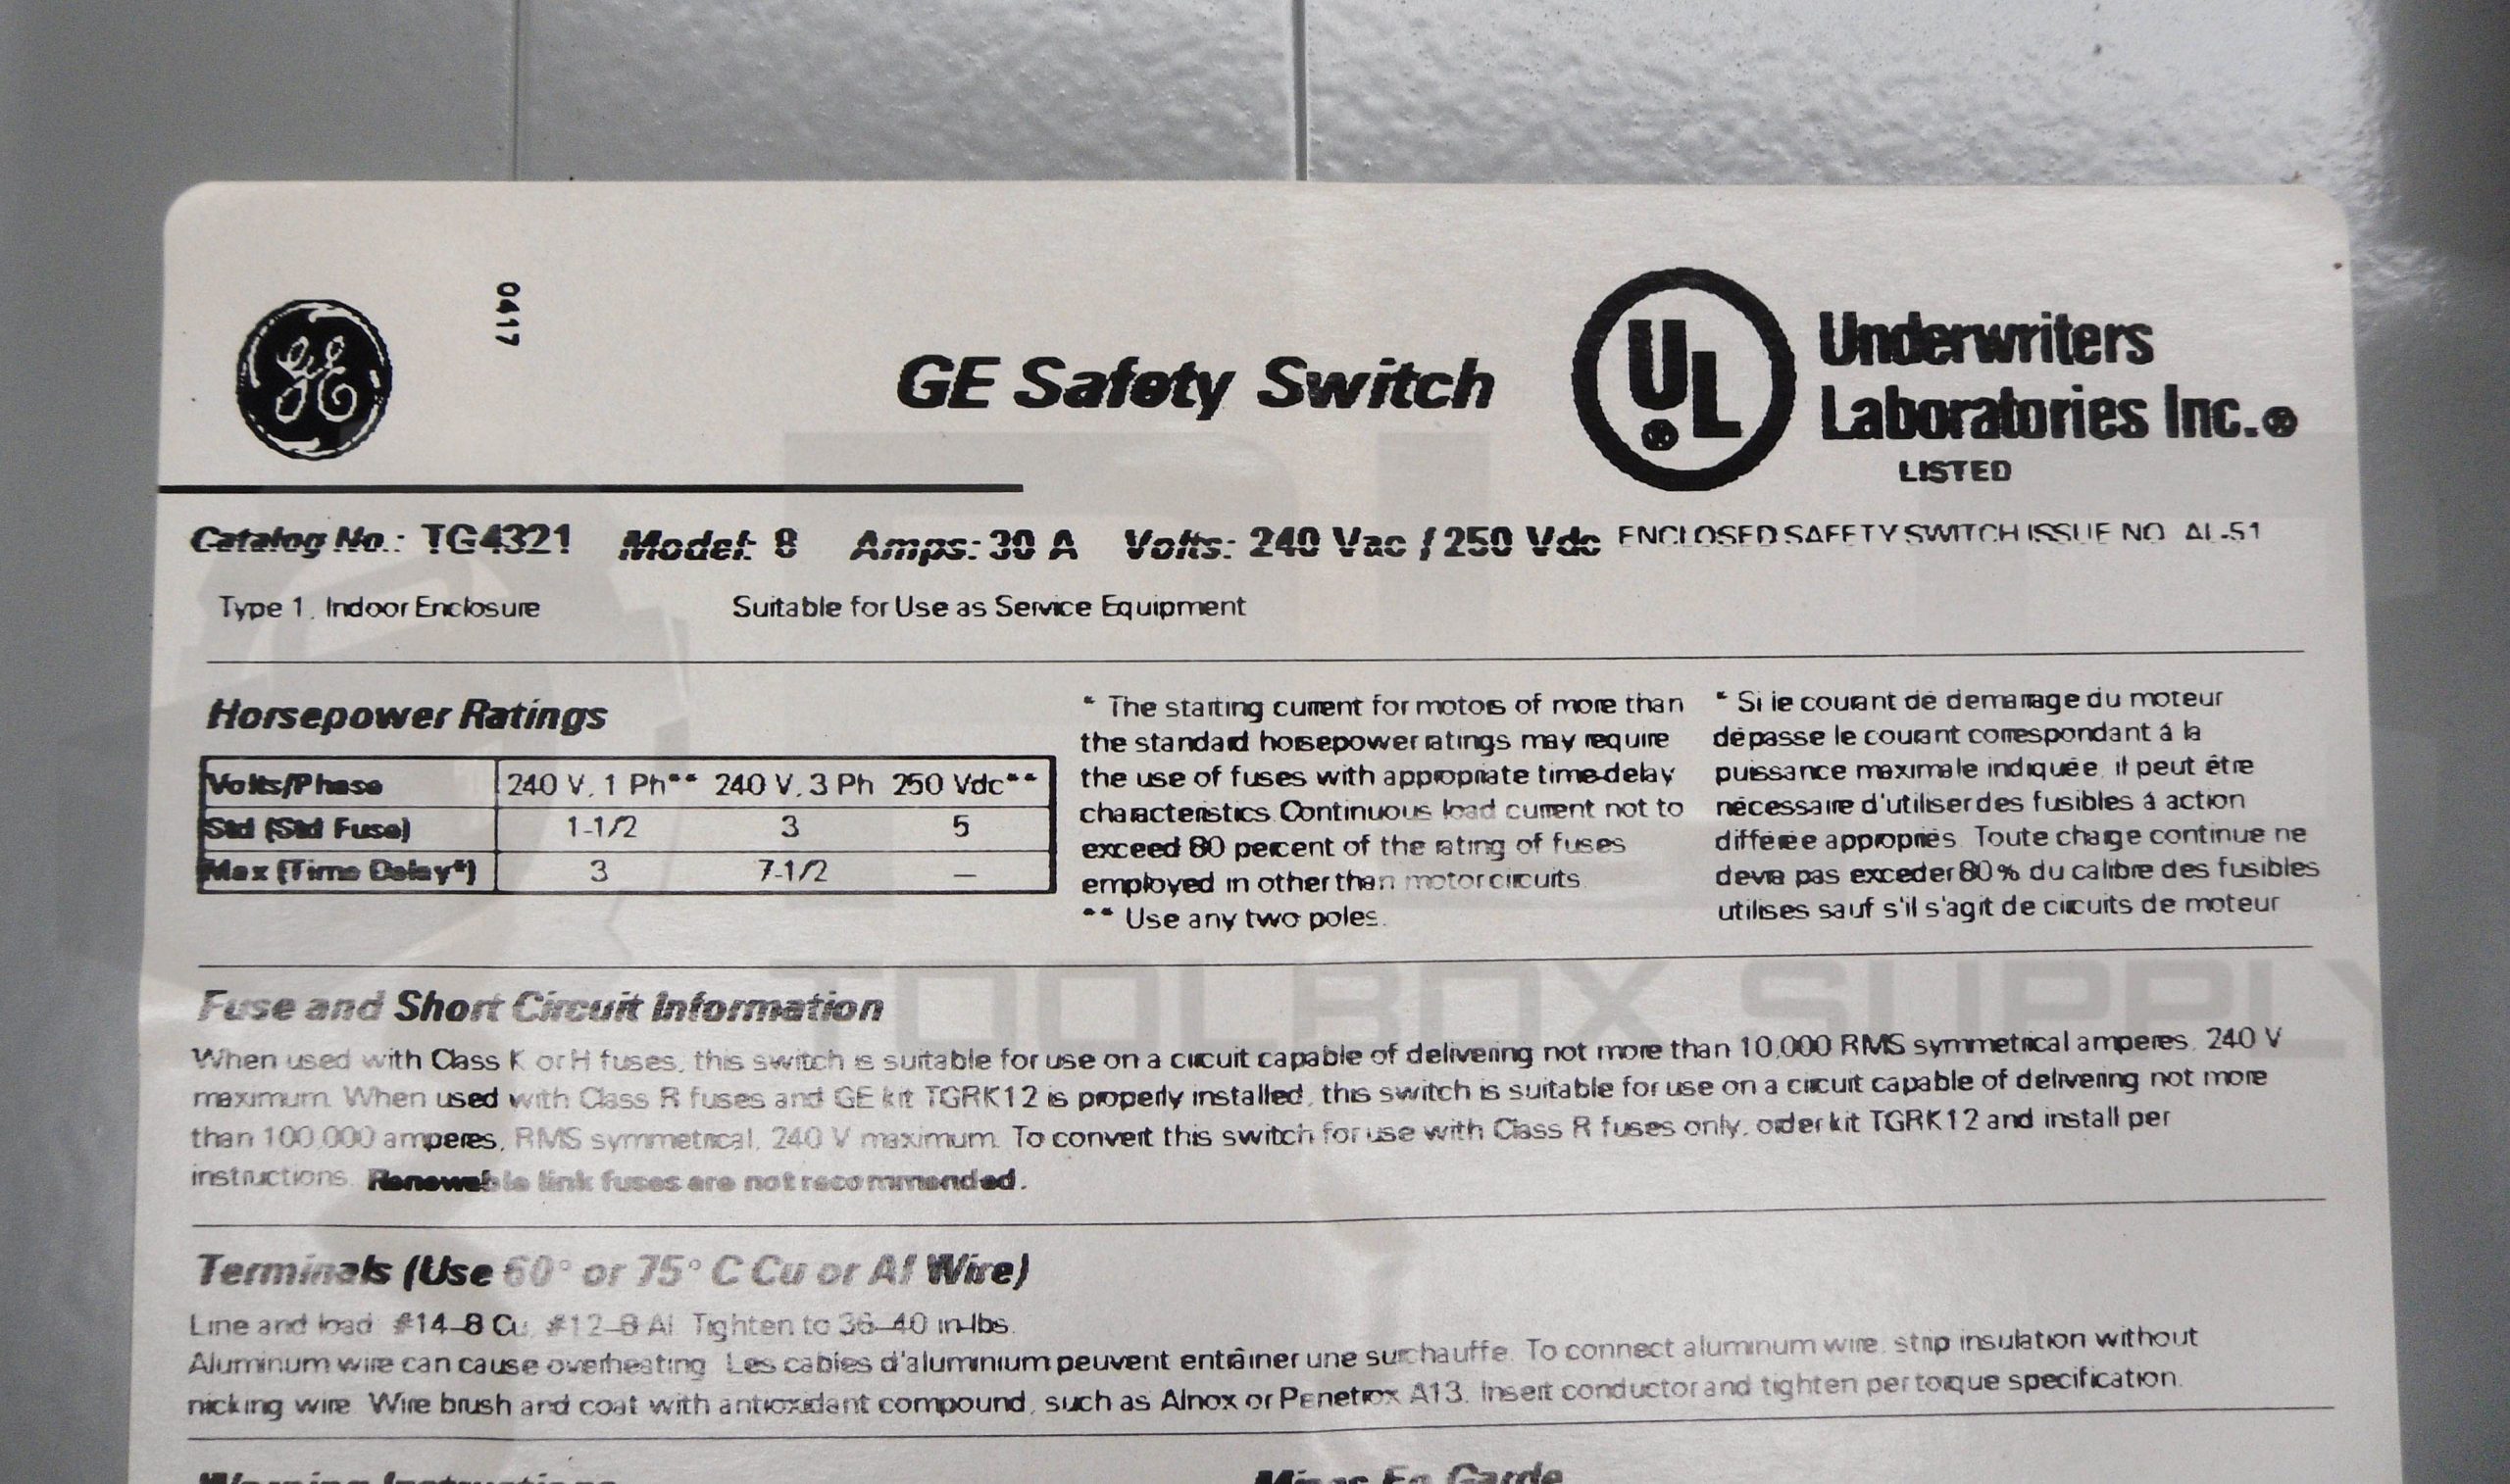 0417
GE
GE Safety Switch
UL ®
Underwriters
Laboratories Inc.®
LISTED
Catalog No.: TG4321 Model: 8 Amps: 30 A Volts: 240 Vac / 250 Vdc ENCLOSED SAFETY SWITCH ISSUE NO. AL-51
Type 1, Indoor Enclosure Suitable for Use as Service Equipment
Horsepower Ratings
Volts/Phase 240 V, 1 Ph** 240 V, 3 Ph 250 Vdc**
Std (Std Fuse) 1-1/2 3 5
Max (Time Delay*) 3 7-1/2 —
* The starting current for motors of more than
the standard horsepower ratings may require
the use of fuses with appropriate time-delay
characteristics. Continuous load current not to
exceed 80 percent of the rating of fuses
employed in other than motor circuits.
** Use any two poles.
* Si le courant de demarrage du moteur
dépasse le courant correspondant á la
puissance maximale indiquée, il peut être
nécessaire d'utiliser des fusibles á action
différée appropriés. Toute charge continue ne
devra pas exceder 80% du calibre des fusibles
utilises sauf s'il s'agit de circuits de moteur
Fuse and Short Circuit Information
When used with Class K or H fuses, this switch is suitable for use on a circuit capable of delivering not more than 10,000 RMS symmetrical amperes, 240 V
maximum. When used with Class R fuses and GE kit TGRK12 is properly installed, this switch is suitable for use on a circuit capable of delivering not more
than 100,000 amperes, RMS symmetrical, 240 V maximum. To convert this switch for use with Class R fuses only, order kit TGRK12 and install per
instructions. Renewable link fuses are not recommended.
Terminals (Use 60° or 75° C Cu or Al Wire)
Line and load: #14–8 Cu, #12–8 Al. Tighten to 36–40 in-lbs.
Aluminum wire can cause overheating. Les cables d'aluminium peuvent entrâiner une surchauffe. To connect aluminum wire, strip insulation without
nicking wire. Wire brush and coat with antioxidant compound, such as Alnox or Penetrox A13. Insert conductor and tighten per torque specification.
Warning Instructions
Mises En Garde
TOOLBOX SUPPLY